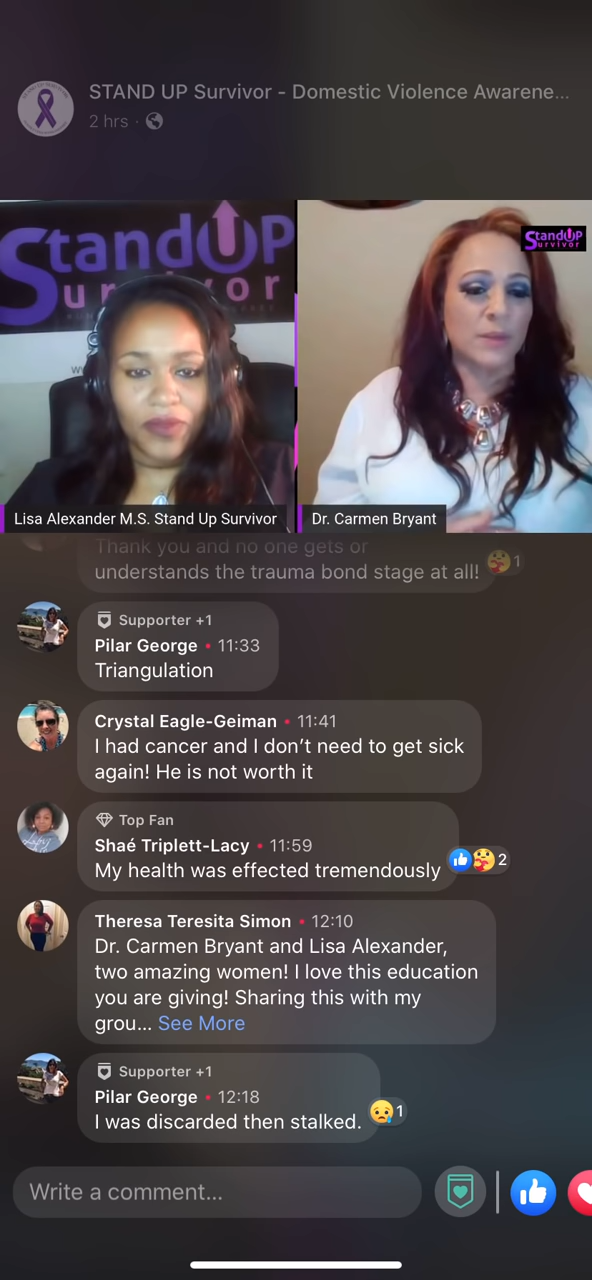 STAND UP Survivor - Domestic Violence Awarene...
2 hrs ·
StandUP
Survivor
StandUP
Survivor
Lisa Alexander M.S. Stand Up Survivor
Dr. Carmen Bryant
Thank you and no one gets or
understands the trauma bond stage at all!
1
Supporter +1
Pilar George • 11:33
Triangulation
Crystal Eagle-Geiman • 11:41
I had cancer and I don't need to get sick
again! He is not worth it
Top Fan
Shaé Triplett-Lacy • 11:59
My health was effected tremendously
2
Theresa Teresita Simon • 12:10
Dr. Carmen Bryant and Lisa Alexander,
two amazing women! I love this education
you are giving! Sharing this with my
grou... See More
Supporter +1
Pilar George • 12:18
I was discarded then stalked.
1
Write a comment...